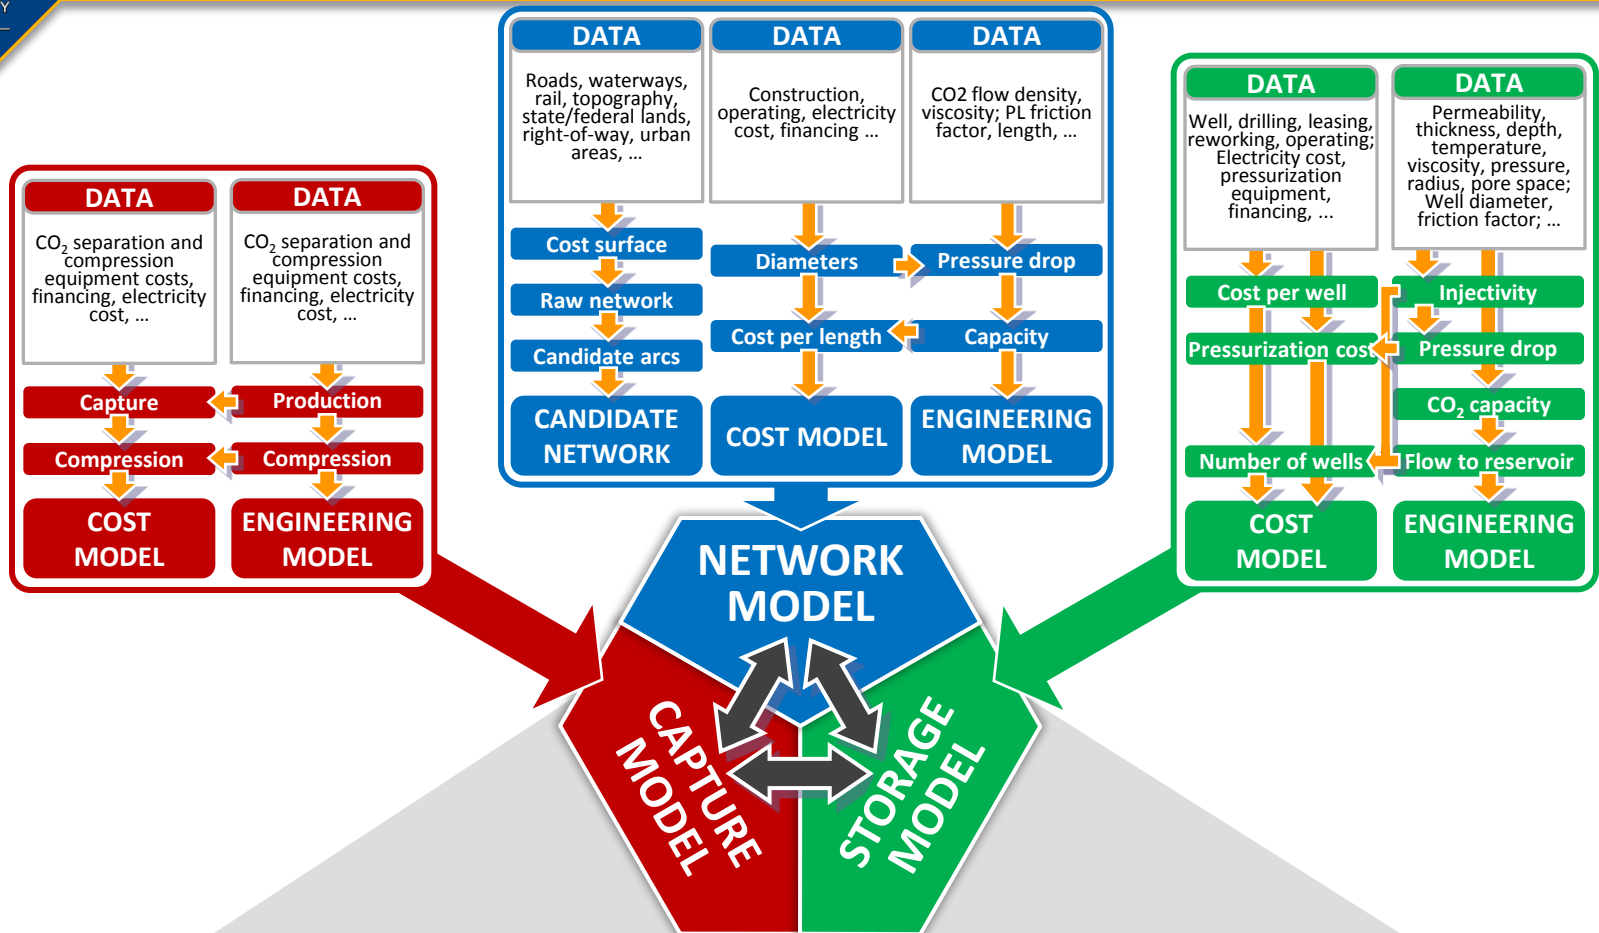 Y
DATA
CO₂ separation and
compression
equipment costs,
financing, electricity
cost, ...
Capture
Compression
COST
MODEL
DATA
CO₂ separation and
compression
equipment costs,
financing, electricity
cost, ...
Production
Compression
ENGINEERING
MODEL
DATA
Roads, waterways,
rail, topography,
state/federal lands,
right-of-way, urban
areas, ...
Cost surface
Raw network
Candidate arcs
CANDIDATE
NETWORK
DATA
Construction,
operating, electricity
cost, financing ...
Diameters
Cost per length
COST MODEL
DATA
CO2 flow density,
viscosity; PL friction
factor, length, ...
Pressure drop
Capacity
ENGINEERING
MODEL
DATA
Well, drilling, leasing,
reworking, operating;
Electricity cost,
pressurization
equipment,
financing, ...
Cost per well
Pressurization cost
Number of wells
COST
MODEL
DATA
Permeability,
thickness, depth,
temperature,
viscosity, pressure,
radius, pore space;
Well diameter,
friction factor; ...
Injectivity
Pressure drop
CO₂ capacity
Flow to reservoir
ENGINEERING
MODEL
NETWORK
MODEL
CAPTURE
MODEL
STORAGE
MODEL